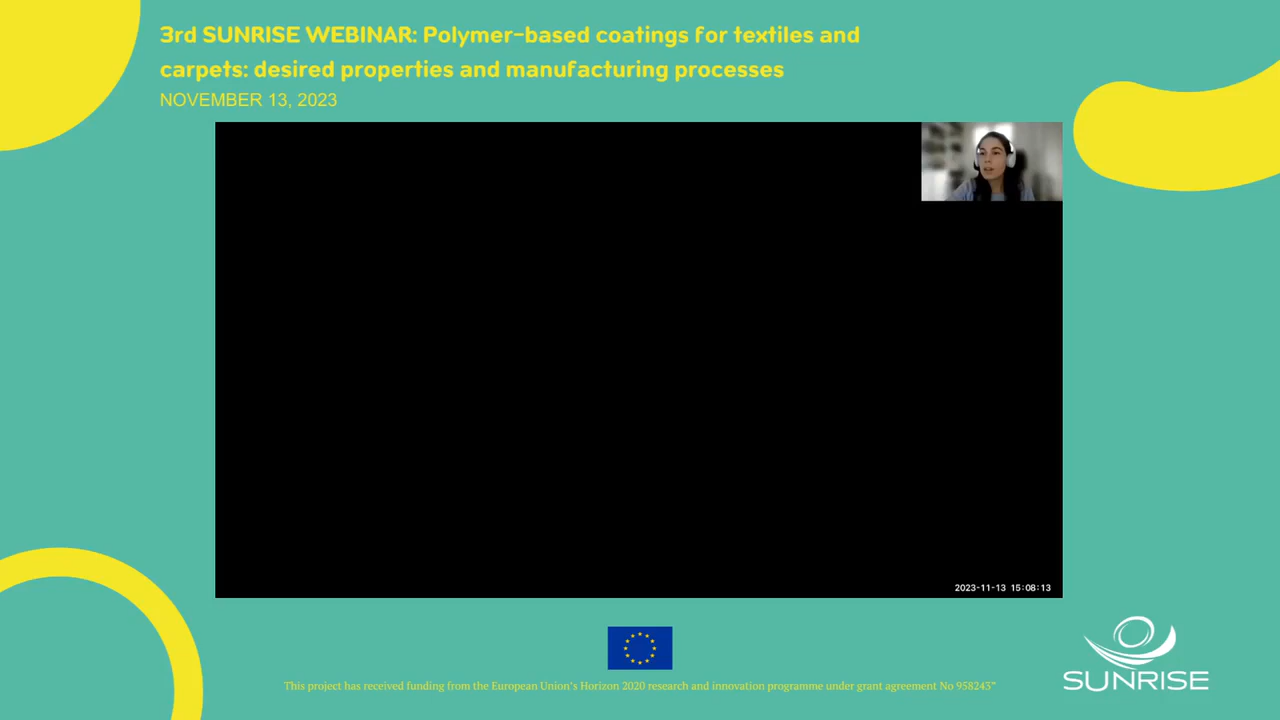 3rd SUNRISE WEBINAR: Polymer-based coatings for textiles and
carpets: desired properties and manufacturing processes
NOVEMBER 13, 2023
2023-11-13 15:08:13
This project has received funding from the European Union's Horizon 2020 research and innovation programme under grant agreement No 958243"
SUNRISE